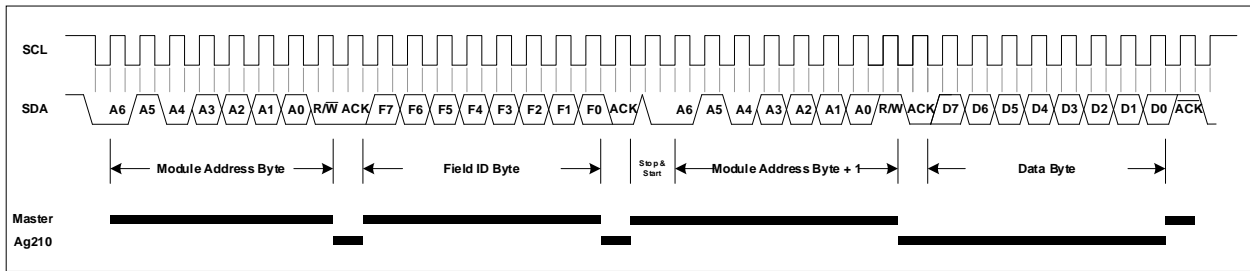 SCL
SDA A6 A5 A4 A3 A2 A1 A0 R/W̅ ACK F7 F6 F5 F4 F3 F2 F1 F0 ACK A6 A5 A4 A3 A2 A1 A0 R/W ACK D7 D6 D5 D4 D3 D2 D1 D0 A̅C̅K̅
Module Address Byte Field ID Byte Stop & Start Module Address Byte + 1 Data Byte
Master
Ag210